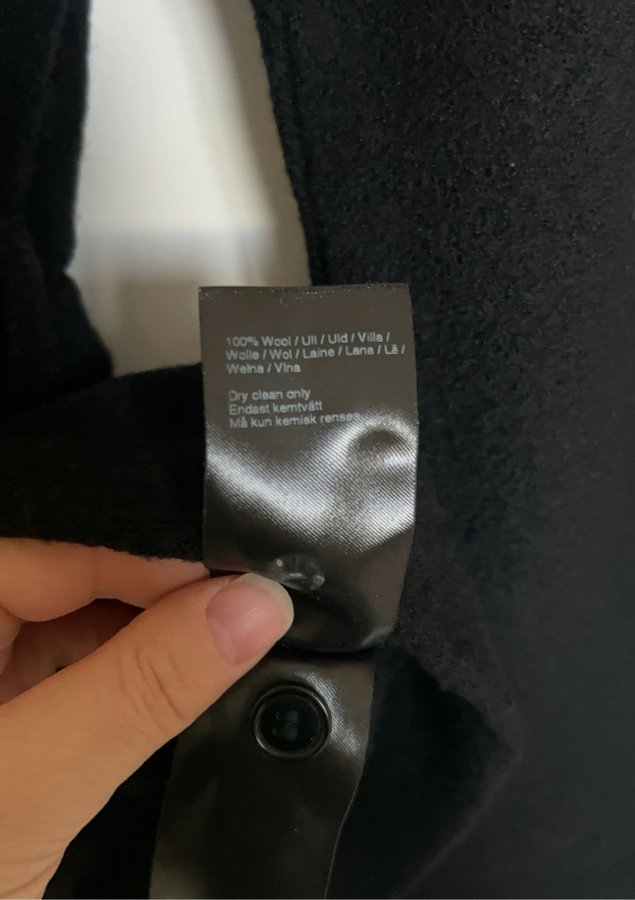 100% Wool / Ull / Uld / Villa /
Wolle / Wol / Laine / Lana / Lã /
Wełna / Vlna
Dry clean only
Endast kemtvätt
Må kun kemisk renses